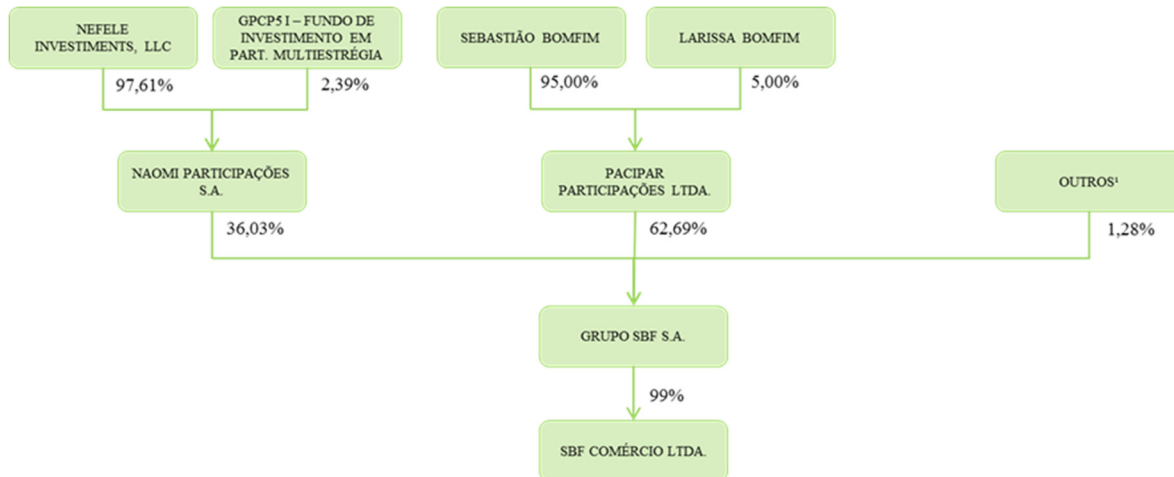 NEFELE
INVESTIMENTS, LLC
GPCP5 I – FUNDO DE
INVESTIMENTO EM
PART. MULTIESTRÉGIA
SEBASTIÃO BOMFIM
LARISSA BOMFIM
97,61%
2,39%
95,00%
5,00%
NAOMI PARTICIPAÇÕES
S.A.
PACIPAR
PARTICIPAÇÕES LTDA.
OUTROS¹
36,03%
62,69%
1,28%
GRUPO SBF S.A.
99%
SBF COMÉRCIO LTDA.